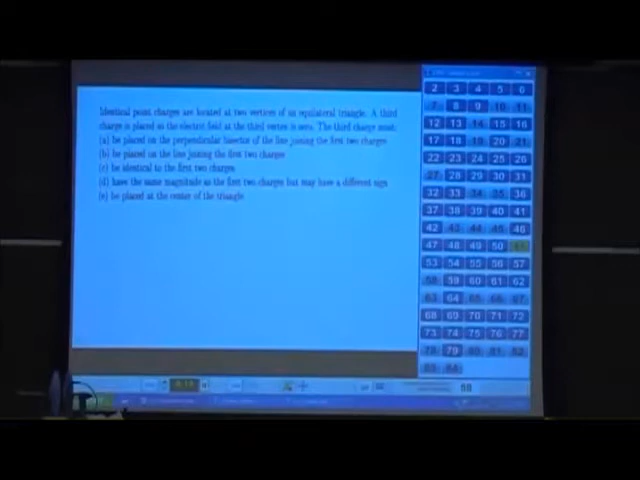 Identical point charges are located at two vertices of an equilateral triangle. A third
charge is placed so the electric field at the third vertex is zero. The third charge must:
(a) be placed on the perpendicular bisector of the line joining the first two charges
(b) be placed on the line joining the first two charges
(c) be identical to the first two charges
(d) have the same magnitude as the first two charges but may have a different sign
(e) be placed at the center of the triangle
2 3 4 5 6
7 8 9 10 11
12 13 14 15 16
17 18 19 20 21
22 23 24 25 26
27 28 29 30 31
32 33 34 35 36
37 38 39 40 41
42 43 44 45 46
47 48 49 50
53 54 55 56 57
58 59 60 61 62
63 64 65 66 67
68 69 70 71 72
73 74 75 76 77
78 79 80 81 82
83 84
58